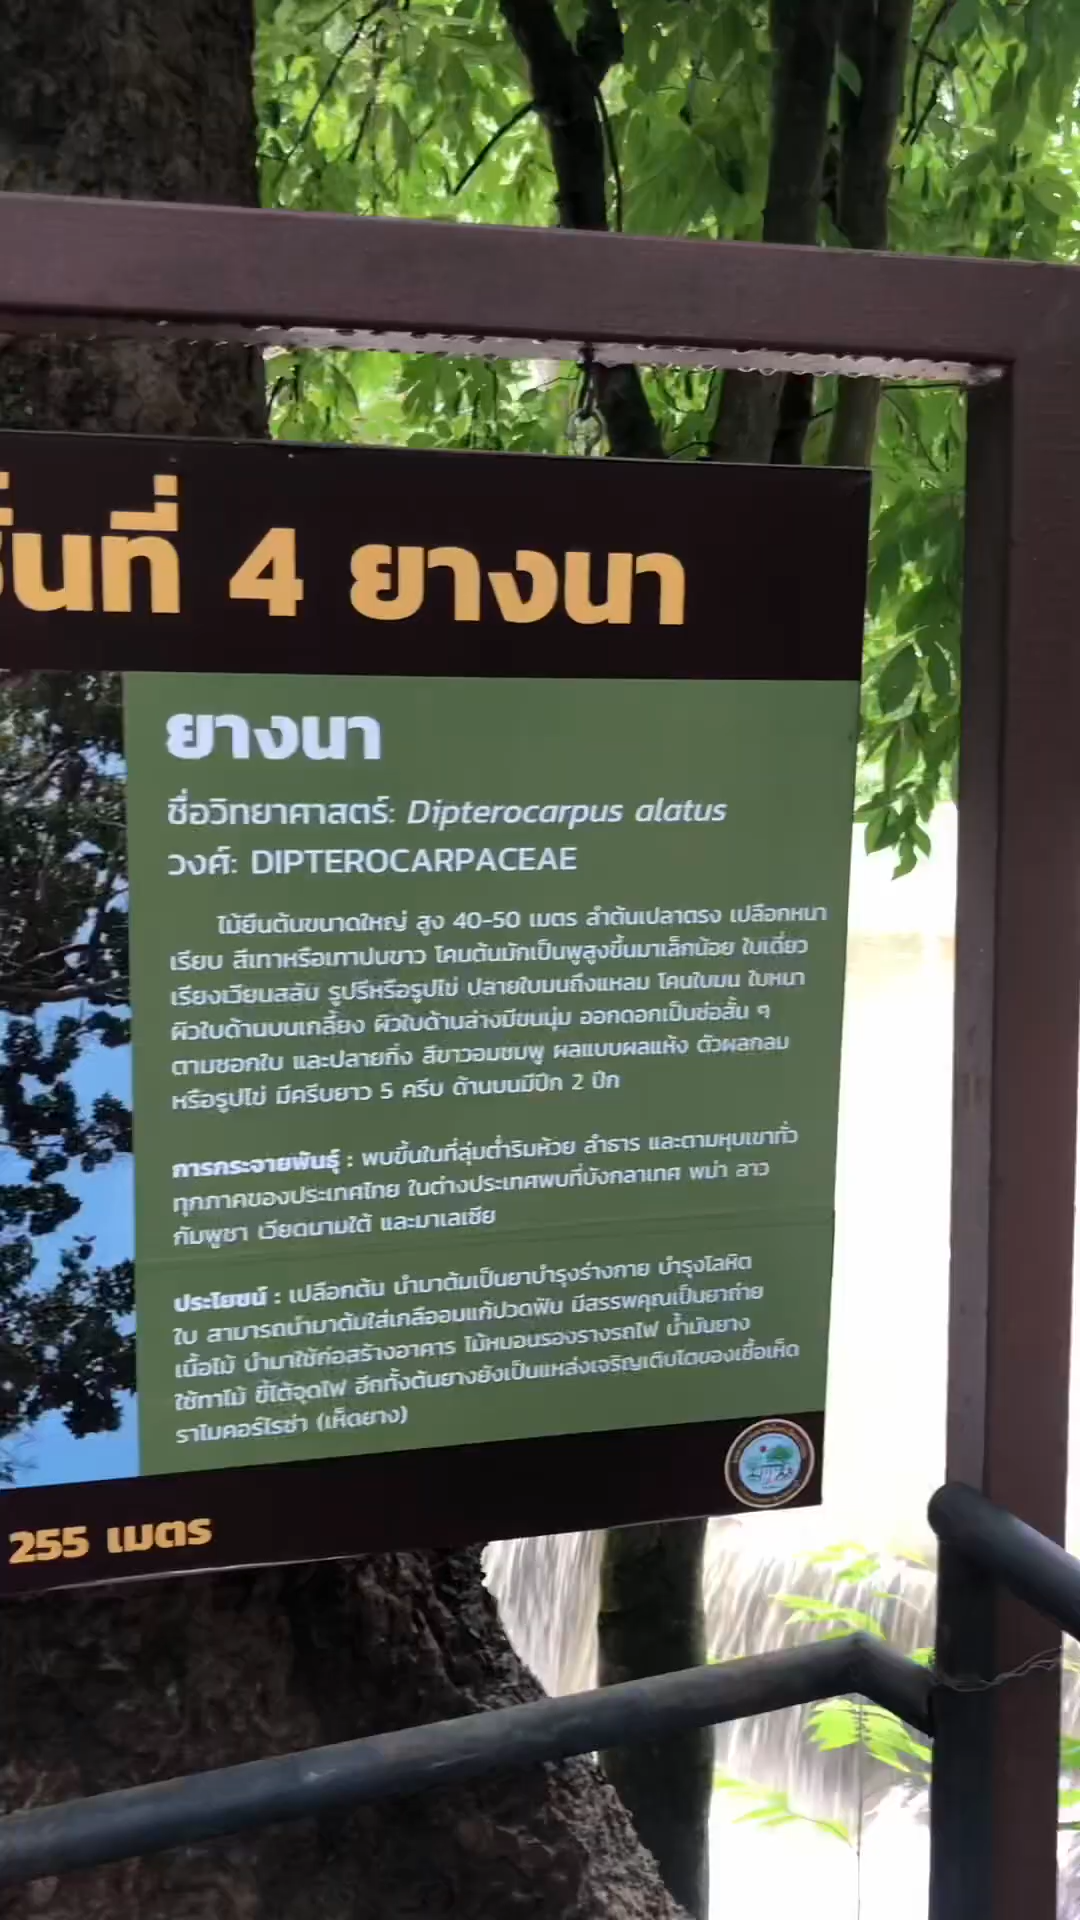 ชั้นที่ 4 ยางนา
ยางนา
ชื่อวิทยาศาสตร์: Dipterocarpus alatus
วงศ์: DIPTEROCARPACEAE
ไม้ยืนต้นขนาดใหญ่ สูง 40-50 เมตร ลำต้นเปลาตรง เปลือกหนา
เรียบ สีเทาหรือเทาปนขาว โคนต้นมักเป็นพูสูงขึ้นมาเล็กน้อย ใบเดี่ยว
เรียงเวียนสลับ รูปรีหรือรูปไข่ ปลายใบมนถึงแหลม โคนใบมน ใบหนา
ผิวใบด้านบนเกลี้ยง ผิวใบด้านล่างมีขนนุ่ม ออกดอกเป็นช่อสั้น ๆ
ตามซอกใบ และปลายกิ่ง สีขาวอมชมพู ผลแบบผลแห้ง ตัวผลกลม
หรือรูปไข่ มีครีบยาว 5 ครีบ ด้านบนมีปีก 2 ปีก
การกระจายพันธุ์ : พบขึ้นในที่ลุ่มต่ำริมห้วย ลำธาร และตามหุบเขาทั่ว
ทุกภาคของประเทศไทย ในต่างประเทศพบที่บังกลาเทศ พม่า ลาว
กัมพูชา เวียดนามใต้ และมาเลเซีย
ประโยชน์ : เปลือกต้น นำมาต้มเป็นยาบำรุงร่างกาย บำรุงโลหิต
ใบ สามารถนำมาต้มใส่เกลืออมแก้ปวดฟัน มีสรรพคุณเป็นยาถ่าย
เนื้อไม้ นำมาใช้ก่อสร้างอาคาร ไม้หมอนรองรางรถไฟ น้ำมันยาง
ใช้ทาไม้ ขี้ไต้จุดไฟ อีกทั้งต้นยางยังเป็นแหล่งเจริญเติบโตของเชื้อเห็ด
ราไมคอร์ไรซ่า (เห็ดยาง)
255 เมตร